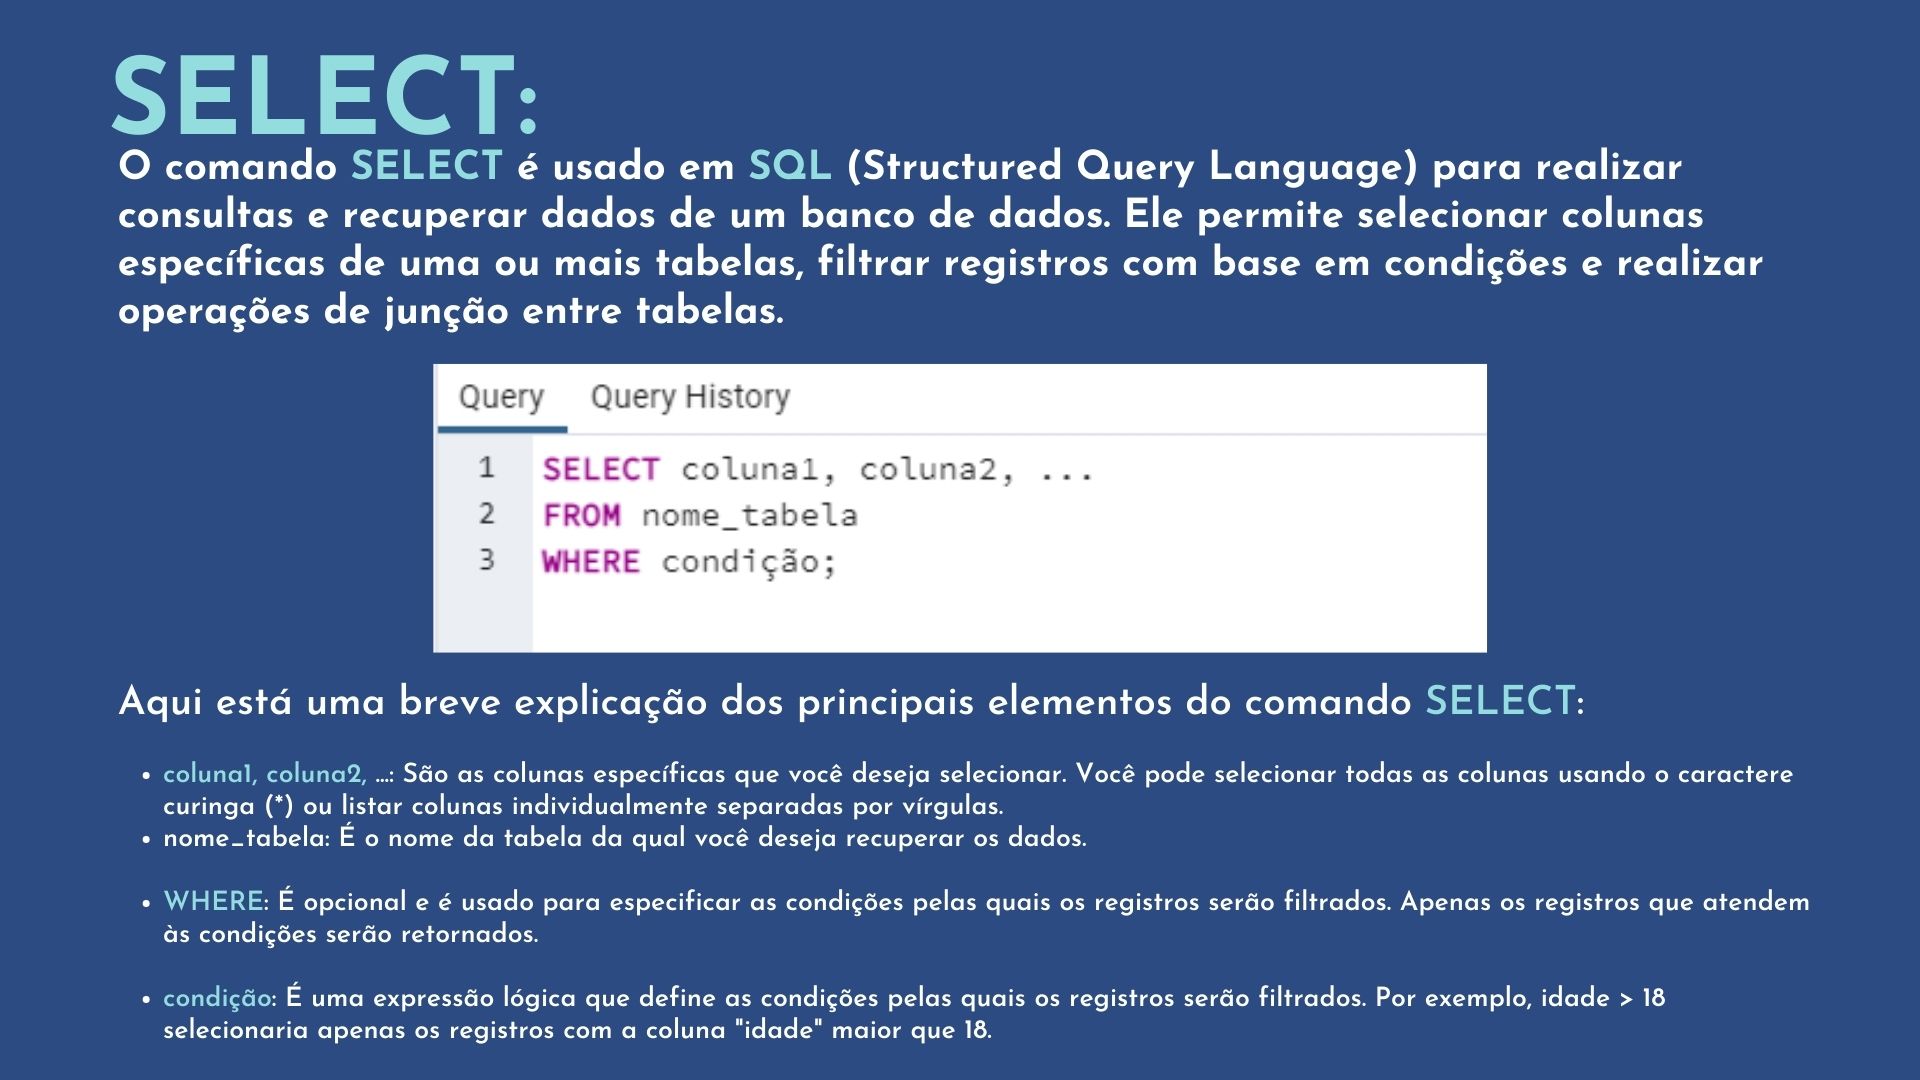 SELECT:
O comando SELECT é usado em SQL (Structured Query Language) para realizar
consultas e recuperar dados de um banco de dados. Ele permite selecionar colunas
específicas de uma ou mais tabelas, filtrar registros com base em condições e realizar
operações de junção entre tabelas.
Query Query History
1 SELECT coluna1, coluna2, ...
2 FROM nome_tabela
3 WHERE condição;
Aqui está uma breve explicação dos principais elementos do comando SELECT:
• coluna1, coluna2, ...: São as colunas específicas que você deseja selecionar. Você pode selecionar todas as colunas usando o caractere
curinga (*) ou listar colunas individualmente separadas por vírgulas.
• nome_tabela: É o nome da tabela da qual você deseja recuperar os dados.
• WHERE: É opcional e é usado para especificar as condições pelas quais os registros serão filtrados. Apenas os registros que atendem
às condições serão retornados.
• condição: É uma expressão lógica que define as condições pelas quais os registros serão filtrados. Por exemplo, idade > 18
selecionaria apenas os registros com a coluna "idade" maior que 18.